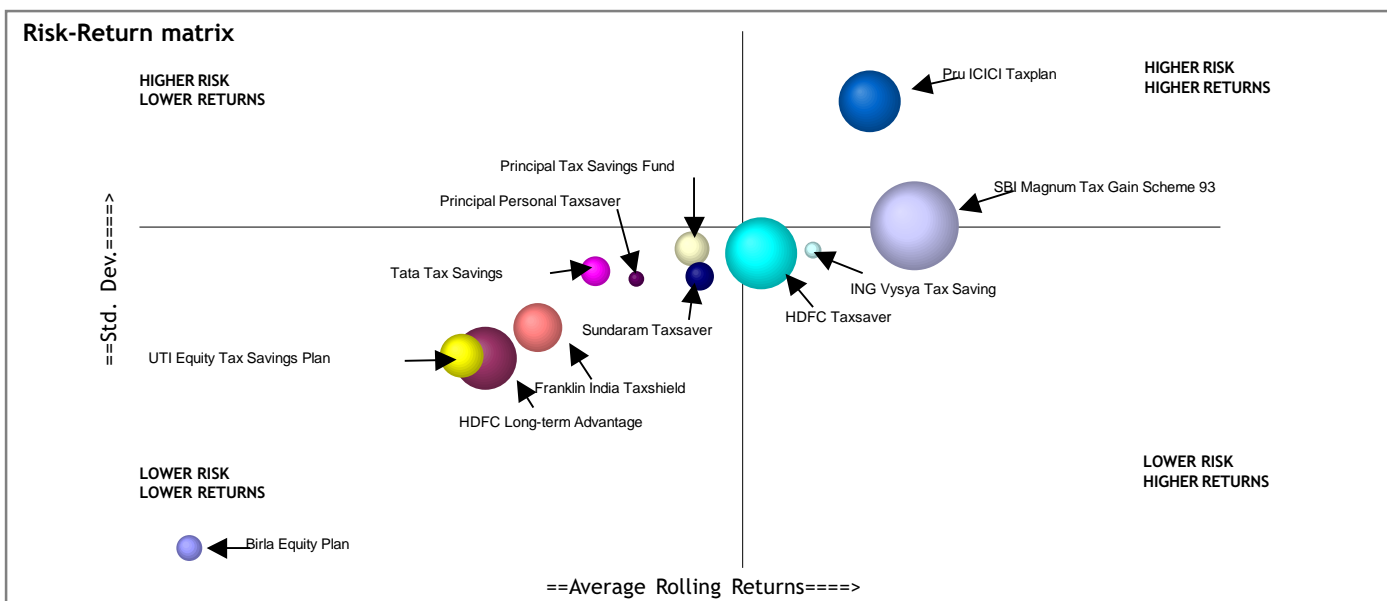 Risk-Return matrix
HIGHER RISK
LOWER RETURNS
Pru ICICI Taxplan
HIGHER RISK
HIGHER RETURNS
Principal Tax Savings Fund
Principal Personal Taxsaver
SBI Magnum Tax Gain Scheme 93
==Std. Dev.====>
Tata Tax Savings
ING Vysya Tax Saving
HDFC Taxsaver
Sundaram Taxsaver
UTI Equity Tax Savings Plan
Franklin India Taxshield
HDFC Long-term Advantage
LOWER RISK
LOWER RETURNS
LOWER RISK
HIGHER RETURNS
Birla Equity Plan
==Average Rolling Returns====>